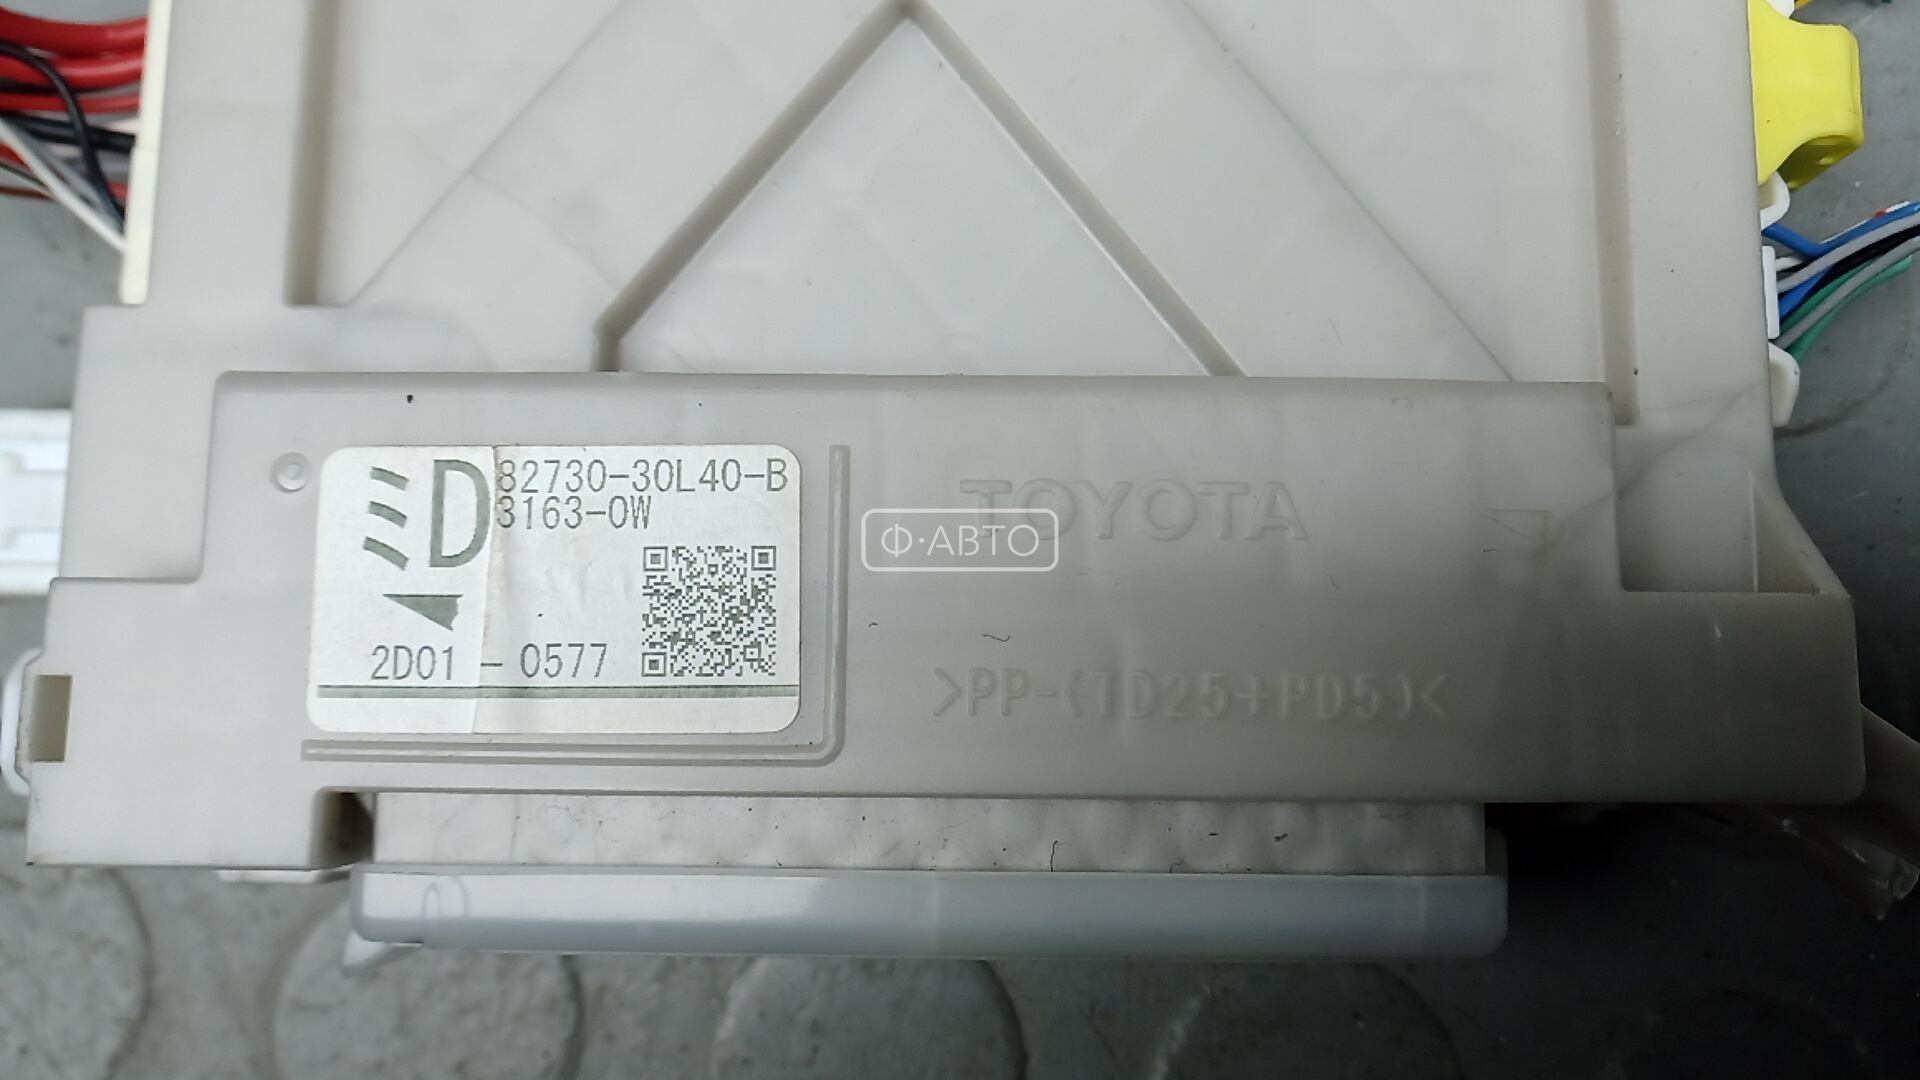 D
82730-30L40-B
3163-0W
2D01-0577
TOYOTA
Ф·АВТО
>PP-(TD25+PD5)<